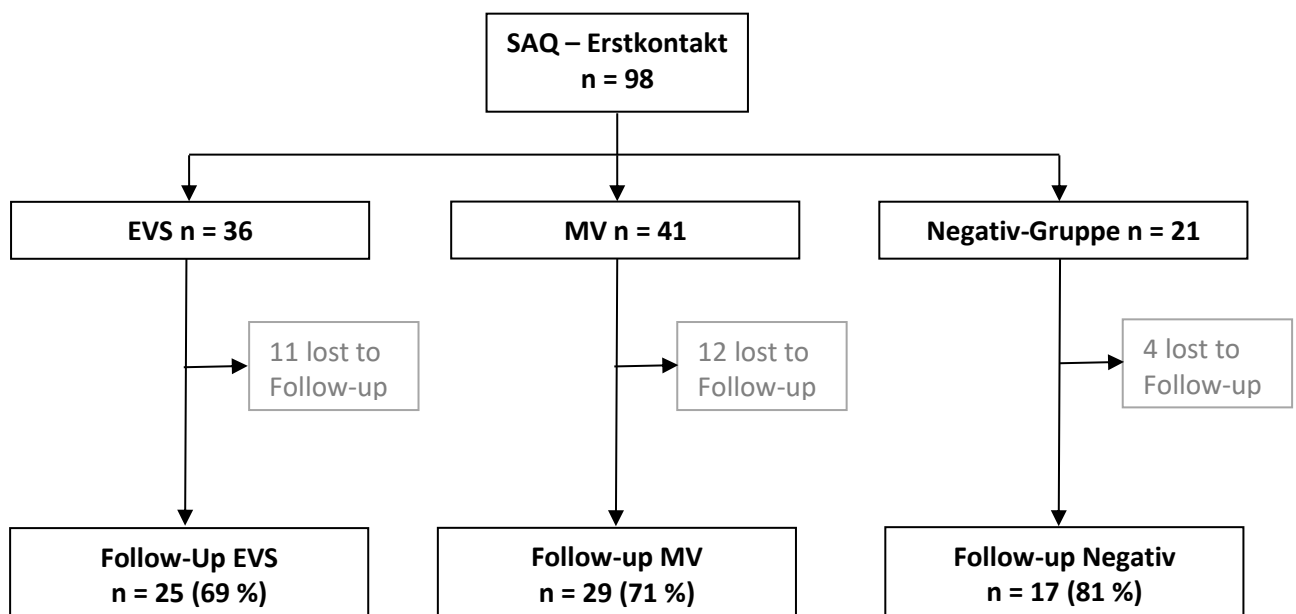 SAQ – Erstkontakt
n = 98
EVS n = 36
MV n = 41
Negativ-Gruppe n = 21
11 lost to
Follow-up
12 lost to
Follow-up
4 lost to
Follow-up
Follow-Up EVS
n = 25 (69 %)
Follow-up MV
n = 29 (71 %)
Follow-up Negativ
n = 17 (81 %)